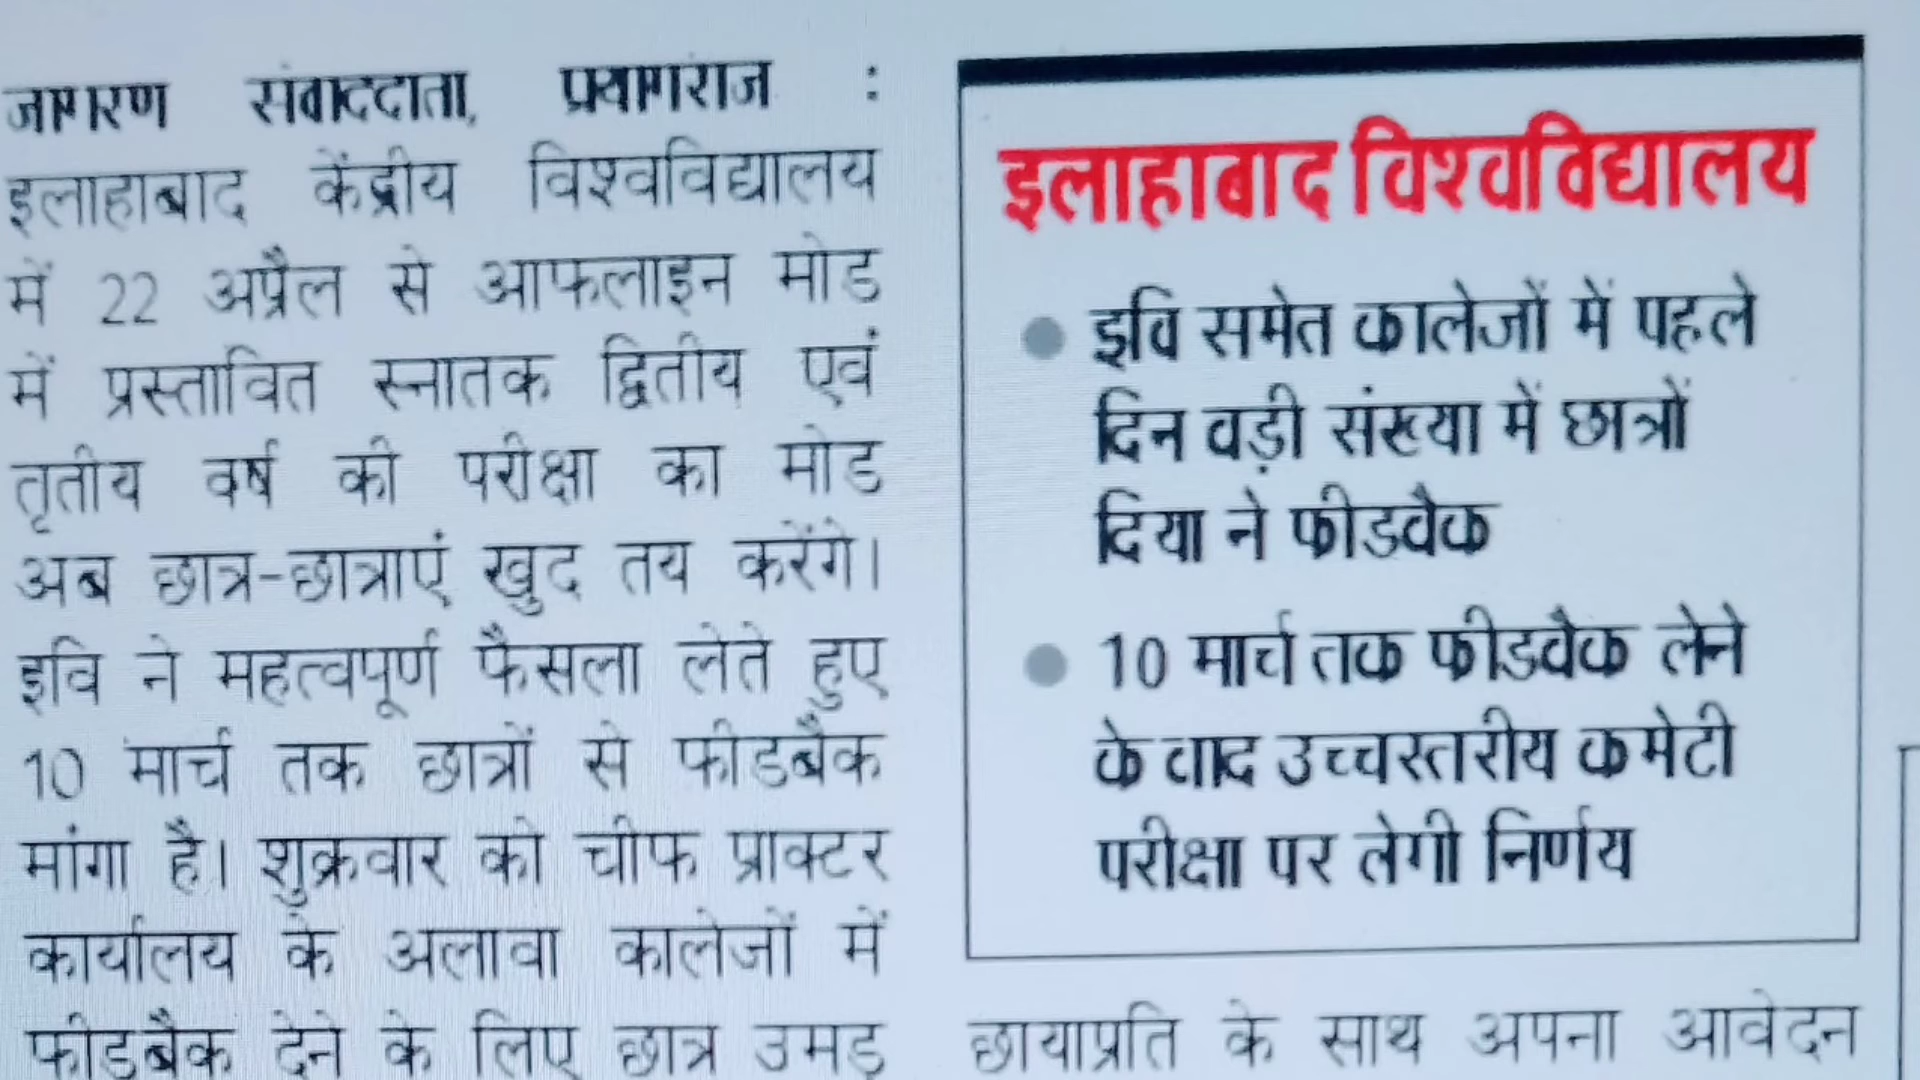 जागरण संवाददाता, प्रयागराज :
इलाहाबाद केंद्रीय विश्वविद्यालय
में 22 अप्रैल से आफलाइन मोड
में प्रस्तावित स्नातक द्वितीय एवं
तृतीय वर्ष की परीक्षा का मोड
अब छात्र-छात्राएं खुद तय करेंगे।
इवि ने महत्वपूर्ण फैसला लेते हुए
10 मार्च तक छात्रों से फीडबैक
मांगा है। शुक्रवार को चीफ प्राक्टर
कार्यालय के अलावा कालेजों में
फीडबैक देने के लिए छात्र उमड़
इलाहाबाद विश्वविद्यालय
इवि समेत कालेजों में पहले
दिन बड़ी संख्या में छात्रों
दिया ने फीडबैक
10 मार्च तक फीडबैक लेने
के बाद उच्चस्तरीय कमेटी
परीक्षा पर लेगी निर्णय
छायाप्रति के साथ अपना आवेदन